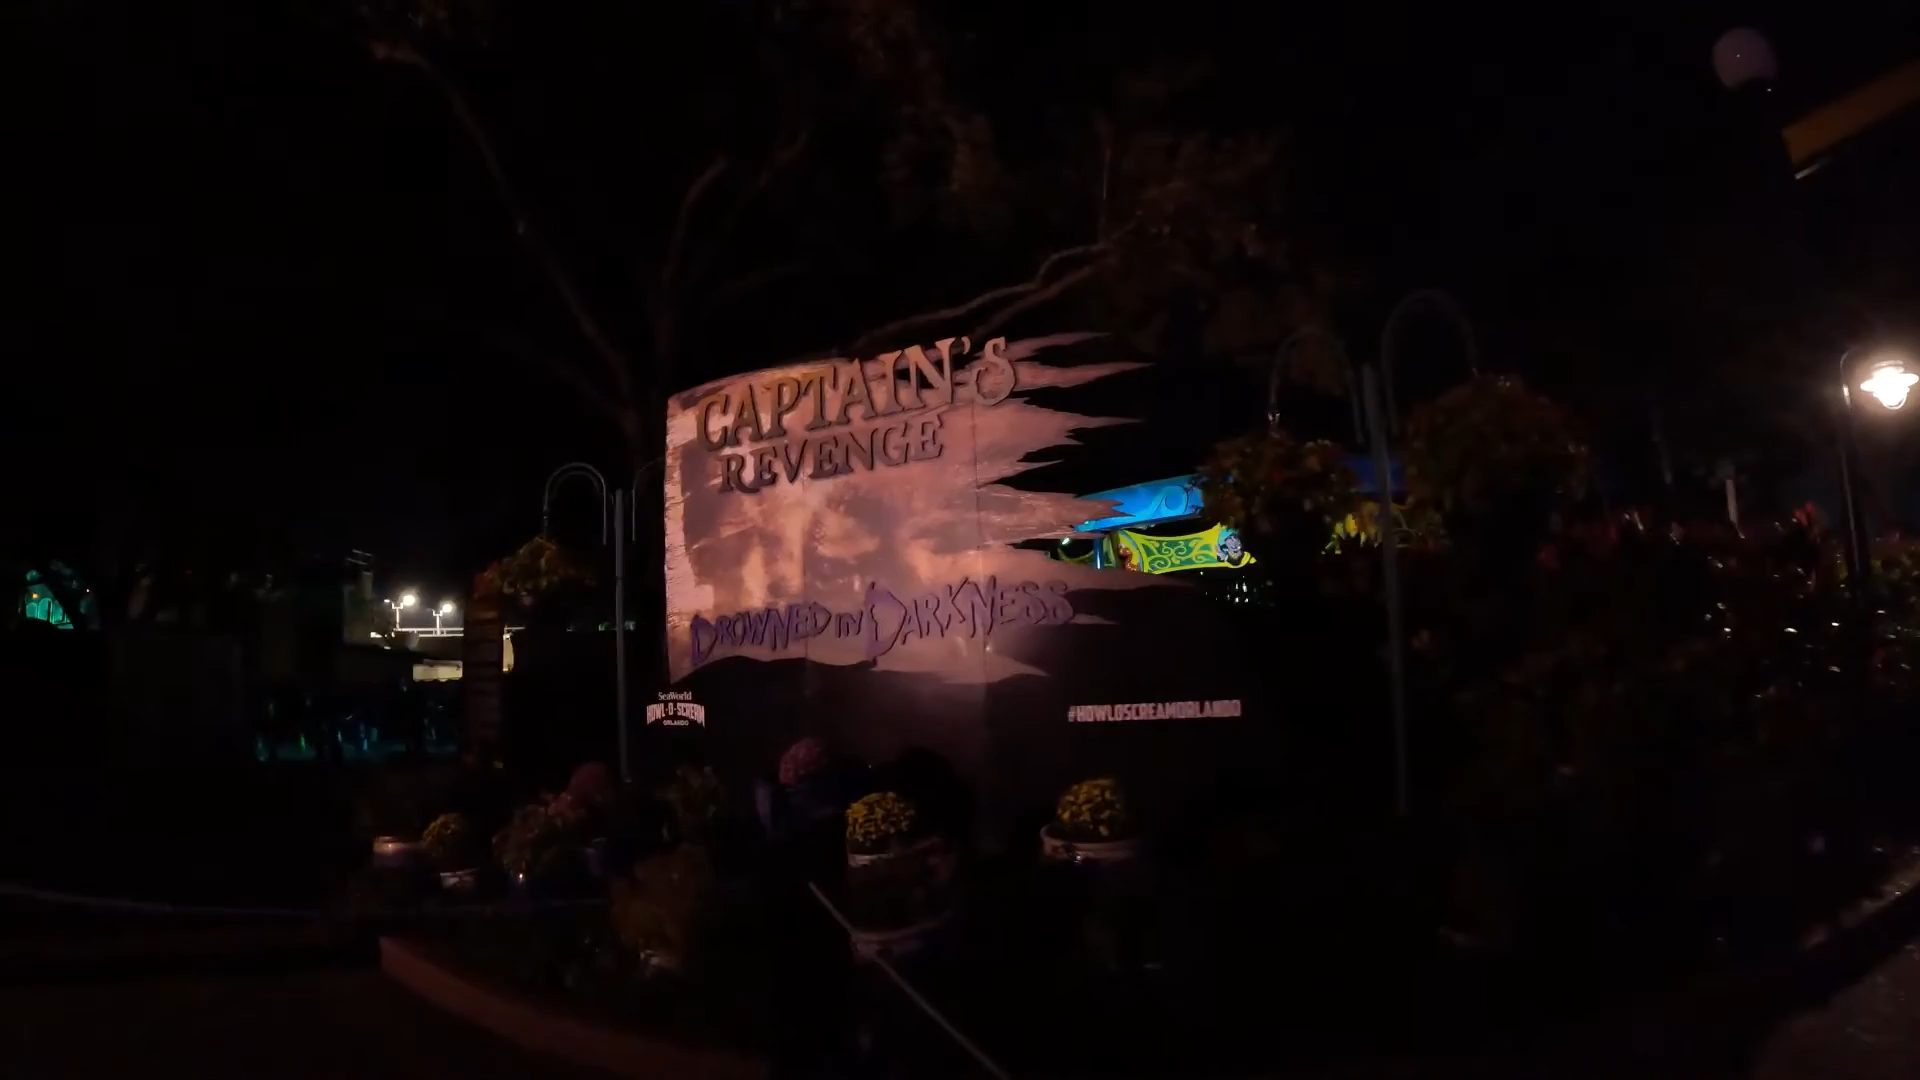 CAPTAIN'S
REVENGE
DROWNED IN DARKNESS
SeaWorld
HOWL-O-SCREAM
ORLANDO
#HOWLOSCREAMORLANDO